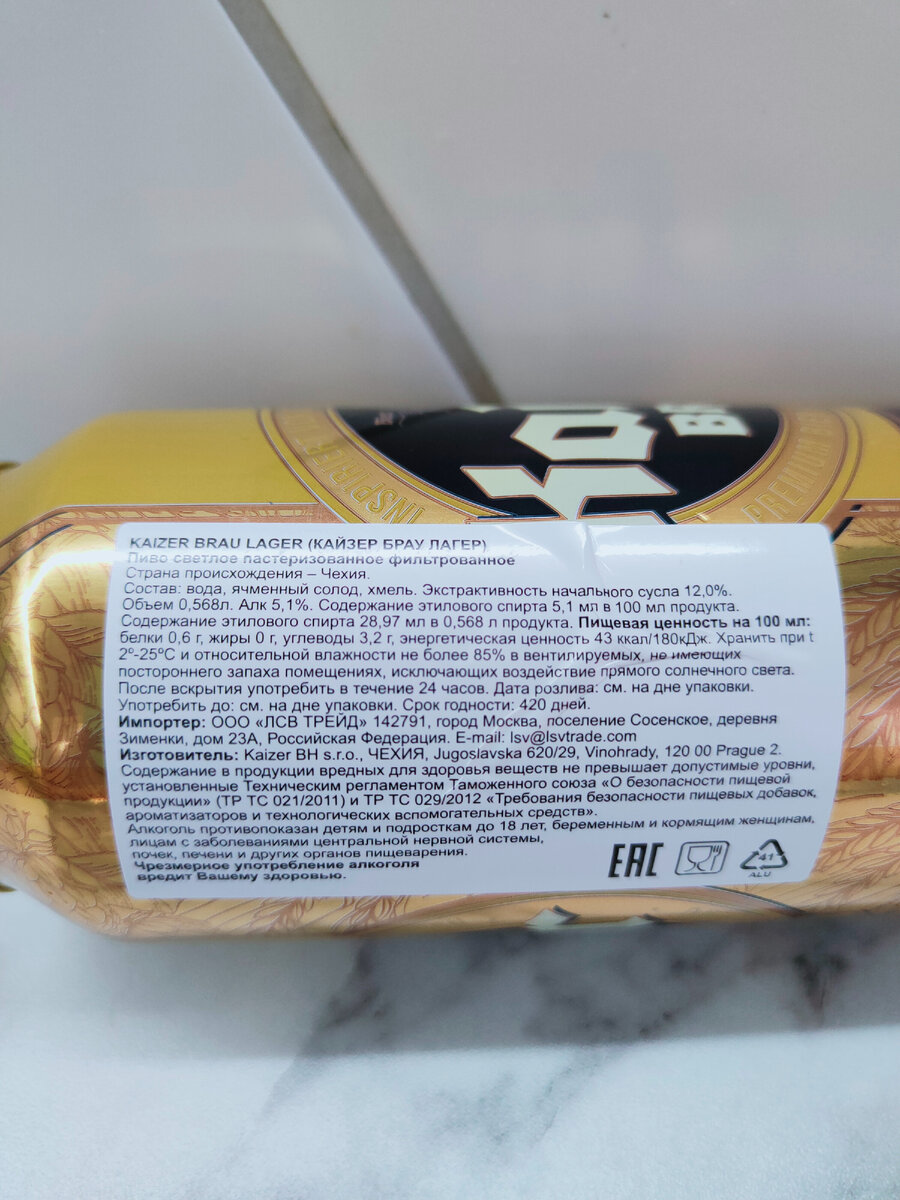 INSPIRE
PREMIUM
KAIZER BRAU LAGER (КАЙЗЕР БРАУ ЛАГЕР)
Пиво светлое пастеризованное фильтрованное
Страна происхождения – Чехия.
Состав: вода, ячменный солод, хмель. Экстрактивность начального сусла 12,0%.
Объем 0,568л. Алк 5,1%. Содержание этилового спирта 5,1 мл в 100 мл продукта.
Содержание этилового спирта 28,97 мл в 0,568 л продукта. Пищевая ценность на 100 мл:
белки 0,6 г, жиры 0 г, углеводы 3,2 г, энергетическая ценность 43 ккал/180кДж. Хранить при t
2º-25ºС и относительной влажности не более 85% в вентилируемых, не имеющих
постороннего запаха помещениях, исключающих воздействие прямого солнечного света.
После вскрытия употребить в течение 24 часов. Дата розлива: см. на дне упаковки.
Употребить до: см. на дне упаковки. Срок годности: 420 дней.
Импортер: ООО «ЛСВ ТРЕЙД» 142791, город Москва, поселение Сосенское, деревня
Зименки, дом 23А, Российская Федерация. E-mail: lsv@lsvtrade.com
Изготовитель: Kaizer BH s.r.o., ЧЕХИЯ, Jugoslavska 620/29, Vinohrady, 120 00 Prague 2.
Содержание в продукции вредных для здоровья веществ не превышает допустимые уровни,
установленные Техническим регламентом Таможенного союза «О безопасности пищевой
продукции» (ТР ТС 021/2011) и ТР ТС 029/2012 «Требования безопасности пищевых добавок,
ароматизаторов и технологических вспомогательных средств».
Алкоголь противопоказан детям и подросткам до 18 лет, беременным и кормящим женщинам,
лицам с заболеваниями центральной нервной системы,
почек, печени и других органов пищеварения.
Чрезмерное употребление алкоголя
вредит Вашему здоровью.
EAC
41
ALU